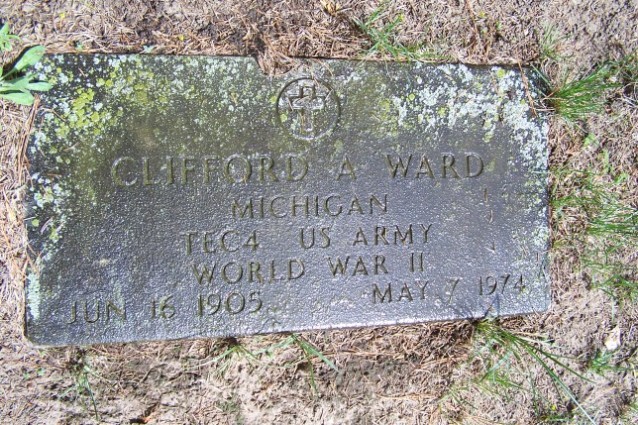 CLIFFORD A WARD
MICHIGAN
TEC4 US ARMY
WORLD WAR II
JUN 16 1905 MAY 7 1974